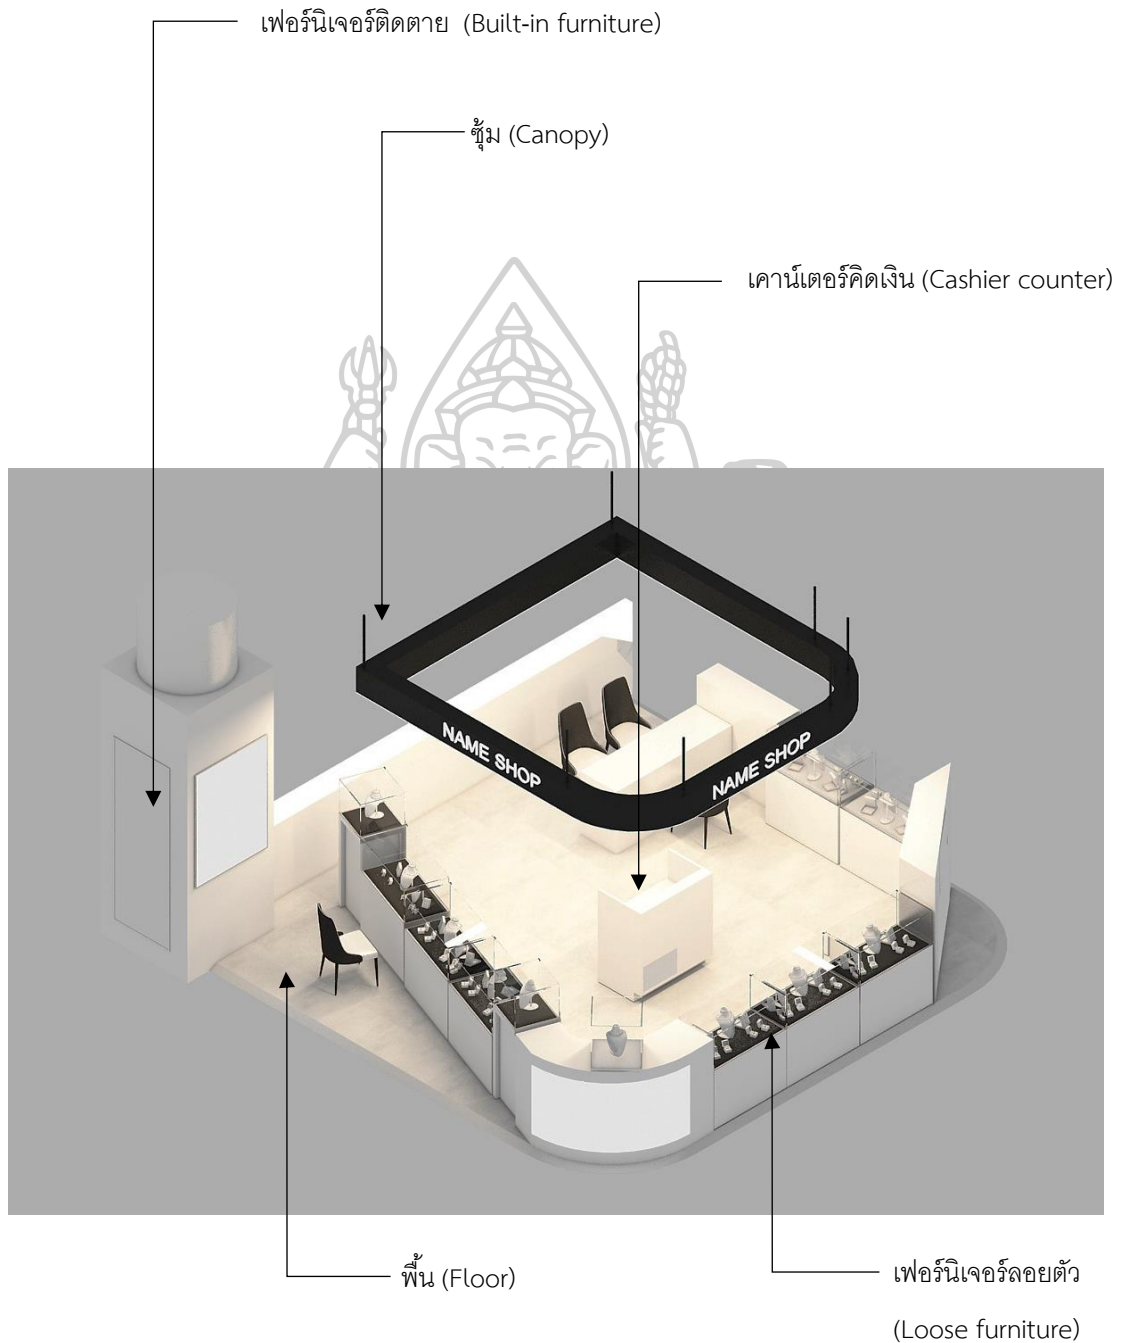 เฟอร์นิเจอร์ติดตาย (Built-in furniture)
ซุ้ม (Canopy)
เคาน์เตอร์คิดเงิน (Cashier counter)
NAME SHOP
NAME SHOP
พื้น (Floor)
เฟอร์นิเจอร์ลอยตัว
(Loose furniture)